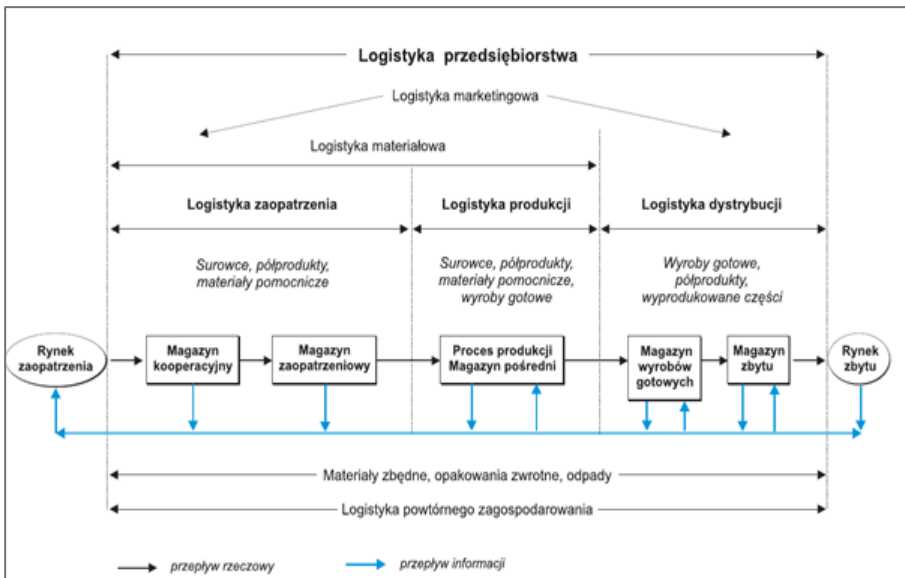 Logistyka przedsiębiorstwa
Logistyka marketingowa
Logistyka materiałowa
Logistyka zaopatrzenia
Logistyka produkcji
Logistyka dystrybucji
Surowce, półprodukty,
materiały pomocnicze
Surowce, półprodukty,
materiały pomocnicze,
wyroby gotowe
Wyroby gotowe,
półprodukty,
wyprodukowane części
Rynek
zaopatrzenia
Magazyn
kooperacyjny
Magazyn
zaopatrzeniowy
Proces produkcji
Magazyn pośredni
Magazyn
wyrobów
gotowych
Magazyn
zbytu
Rynek
zbytu
Materiały zbędne, opakowania zwrotne, odpady
Logistyka powtórnego zagospodarowania
przepływ rzeczowy
przepływ informacji